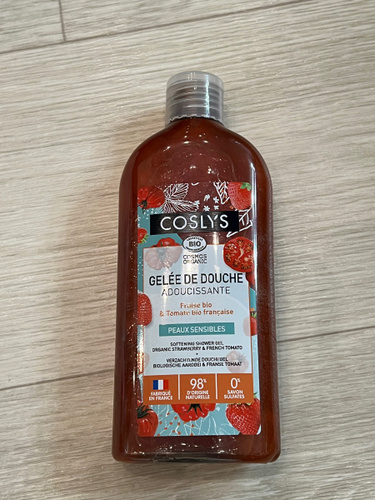 COSLYS
BIO
COSMOS
ORGANIC
GELÉE DE DOUCHE
ADOUCISSANTE
Fraise bio
& Tomate bio française
PEAUX SENSIBLES
SOFTENING SHOWER GEL
ORGANIC STRAWBERRY & FRENCH TOMATO
VERZACHTENDE DOUCHEGEL
BIOLOGISCHE AARDBEI & FRANSE TOMAAT
FABRIQUÉ
EN FRANCE
98%
D'ORIGINE
NATURELLE
0%
SAVON
SULFATES